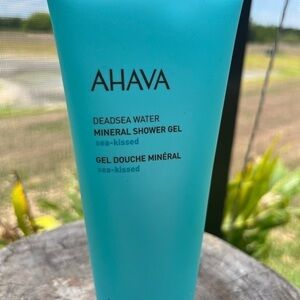 AHAVA
DEADSEA WATER
MINERAL SHOWER GEL
sea-kissed
GEL DOUCHE MINÉRAL
sea-kissed